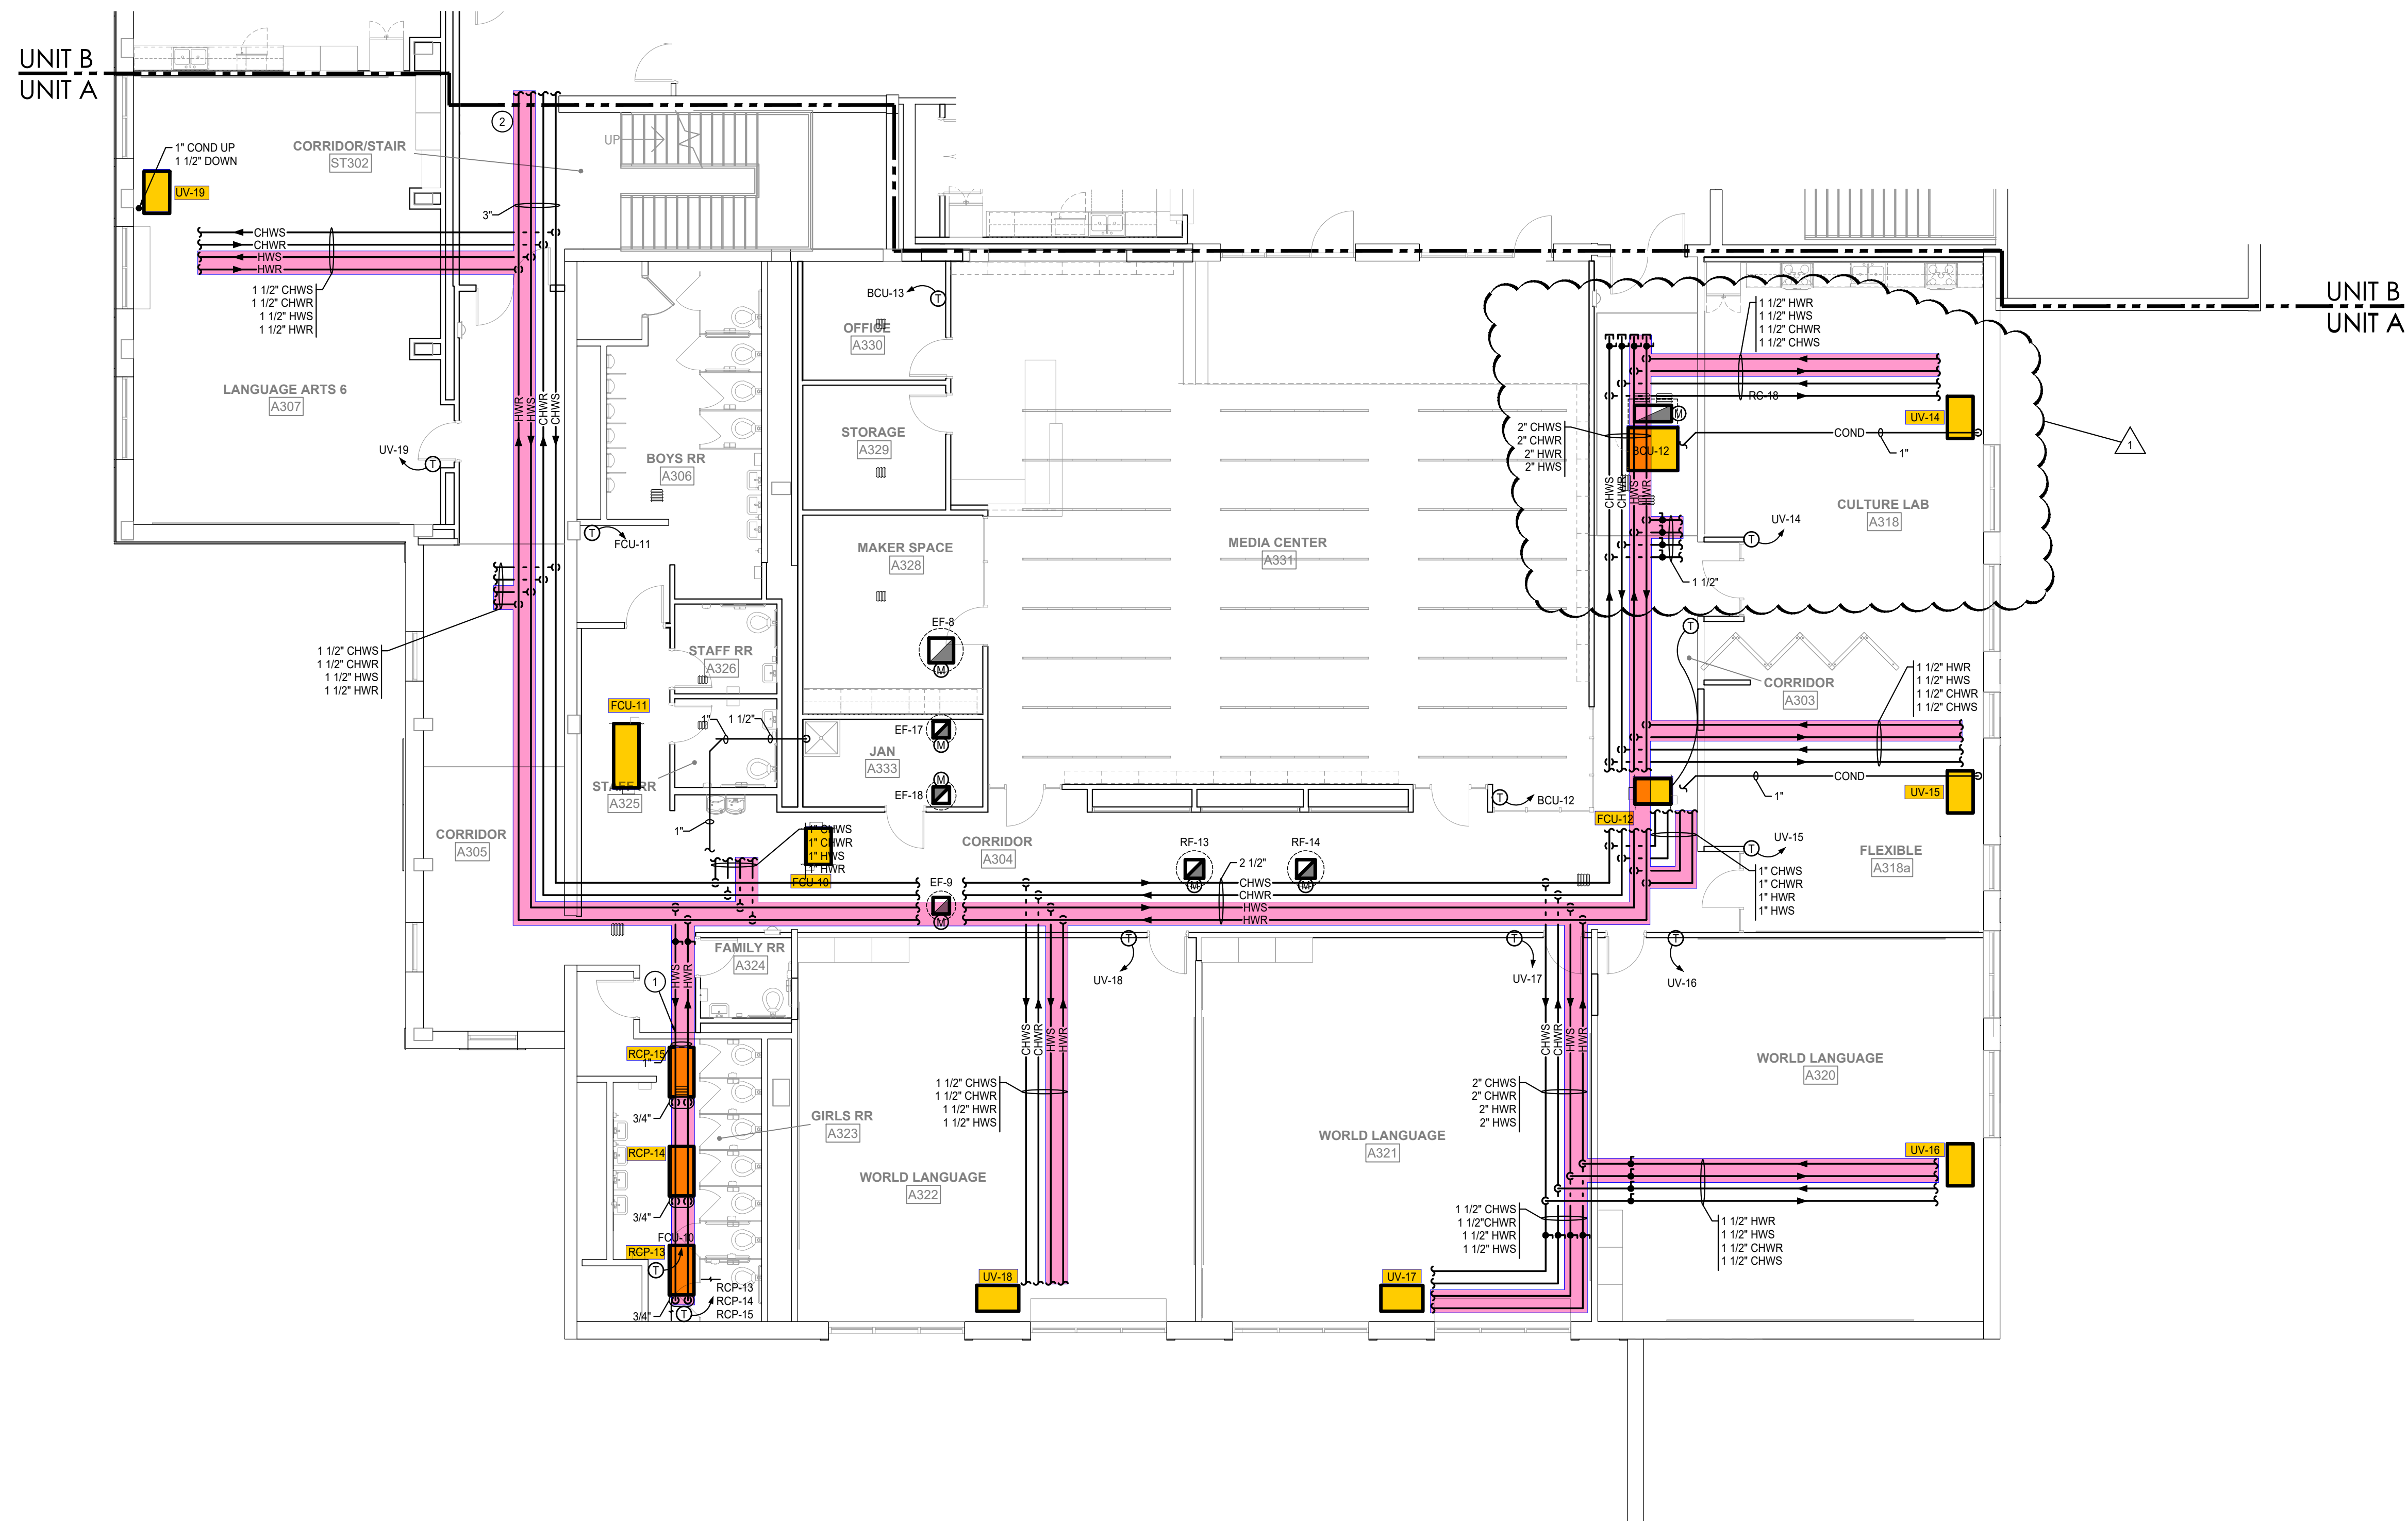 UNIT B
UNIT A
1" COND UP
1 1/2" DOWN
UV-19
CORRIDOR/STAIR
ST302
2
UP
3"
CHWS
CHWR
HWS
HWR
1 1/2" CHWS
1 1/2" CHWR
1 1/2" HWS
1 1/2" HWR
LANGUAGE ARTS 6
A307
UV-19
T
HWR
HWS
CHWR
CHWS
BCU-13
T
OFFICE
A330
STORAGE
A329
BOYS RR
A306
T
FCU-11
MAKER SPACE
A328
MEDIA CENTER
A331
UNIT B
UNIT A
1 1/2" HWR
1 1/2" HWS
1 1/2" CHWR
1 1/2" CHWS
RC-18
M
UV-14
2" CHWS
2" CHWR
2" HWR
2" HWS
BCU-12
COND
1"
1
CHWS
CHWR
HWS
HWR
CULTURE LAB
A318
UV-14
T
1 1/2"
1 1/2" CHWS
1 1/2" CHWR
1 1/2" HWS
1 1/2" HWR
EF-8
M
STAFF RR
A326
T
CORRIDOR
A303
1 1/2" HWR
1 1/2" HWS
1 1/2" CHWR
1 1/2" CHWS
FCU-11
1"
1 1/2"
EF-17
M
JAN
A333
M
EF-18
STAFF RR
A325
COND
1"
UV-15
T
BCU-12
FCU-12
CORRIDOR
A305
1"
1" CHWS
1" CHWR
1" HWS
1" HWR
FCU-10
CORRIDOR
A304
RF-13
M
RF-14
M
2 1/2"
UV-15
T
FLEXIBLE
A318a
EF-9
M
CHWS
CHWR
HWS
HWR
1" CHWS
1" CHWR
1" HWR
1" HWS
FAMILY RR
A324
HWS
HWR
1
T
UV-18
T
UV-17
T
UV-16
RCP-15
1"
CHWS
CHWR
HWS
HWR
CHWS
CHWR
HWS
HWR
WORLD LANGUAGE
A320
1 1/2" CHWS
1 1/2" CHWR
1 1/2" HWR
1 1/2" HWS
2" CHWS
2" CHWR
2" HWR
2" HWS
3/4"
GIRLS RR
A323
RCP-14
WORLD LANGUAGE
A322
WORLD LANGUAGE
A321
UV-16
3/4"
1 1/2" CHWS
1 1/2"CHWR
1 1/2" HWR
1 1/2" HWS
1 1/2" HWR
1 1/2" HWS
1 1/2" CHWR
1 1/2" CHWS
FCU-10
RCP-13
T
UV-18
UV-17
3/4"
T
RCP-13
RCP-14
RCP-15